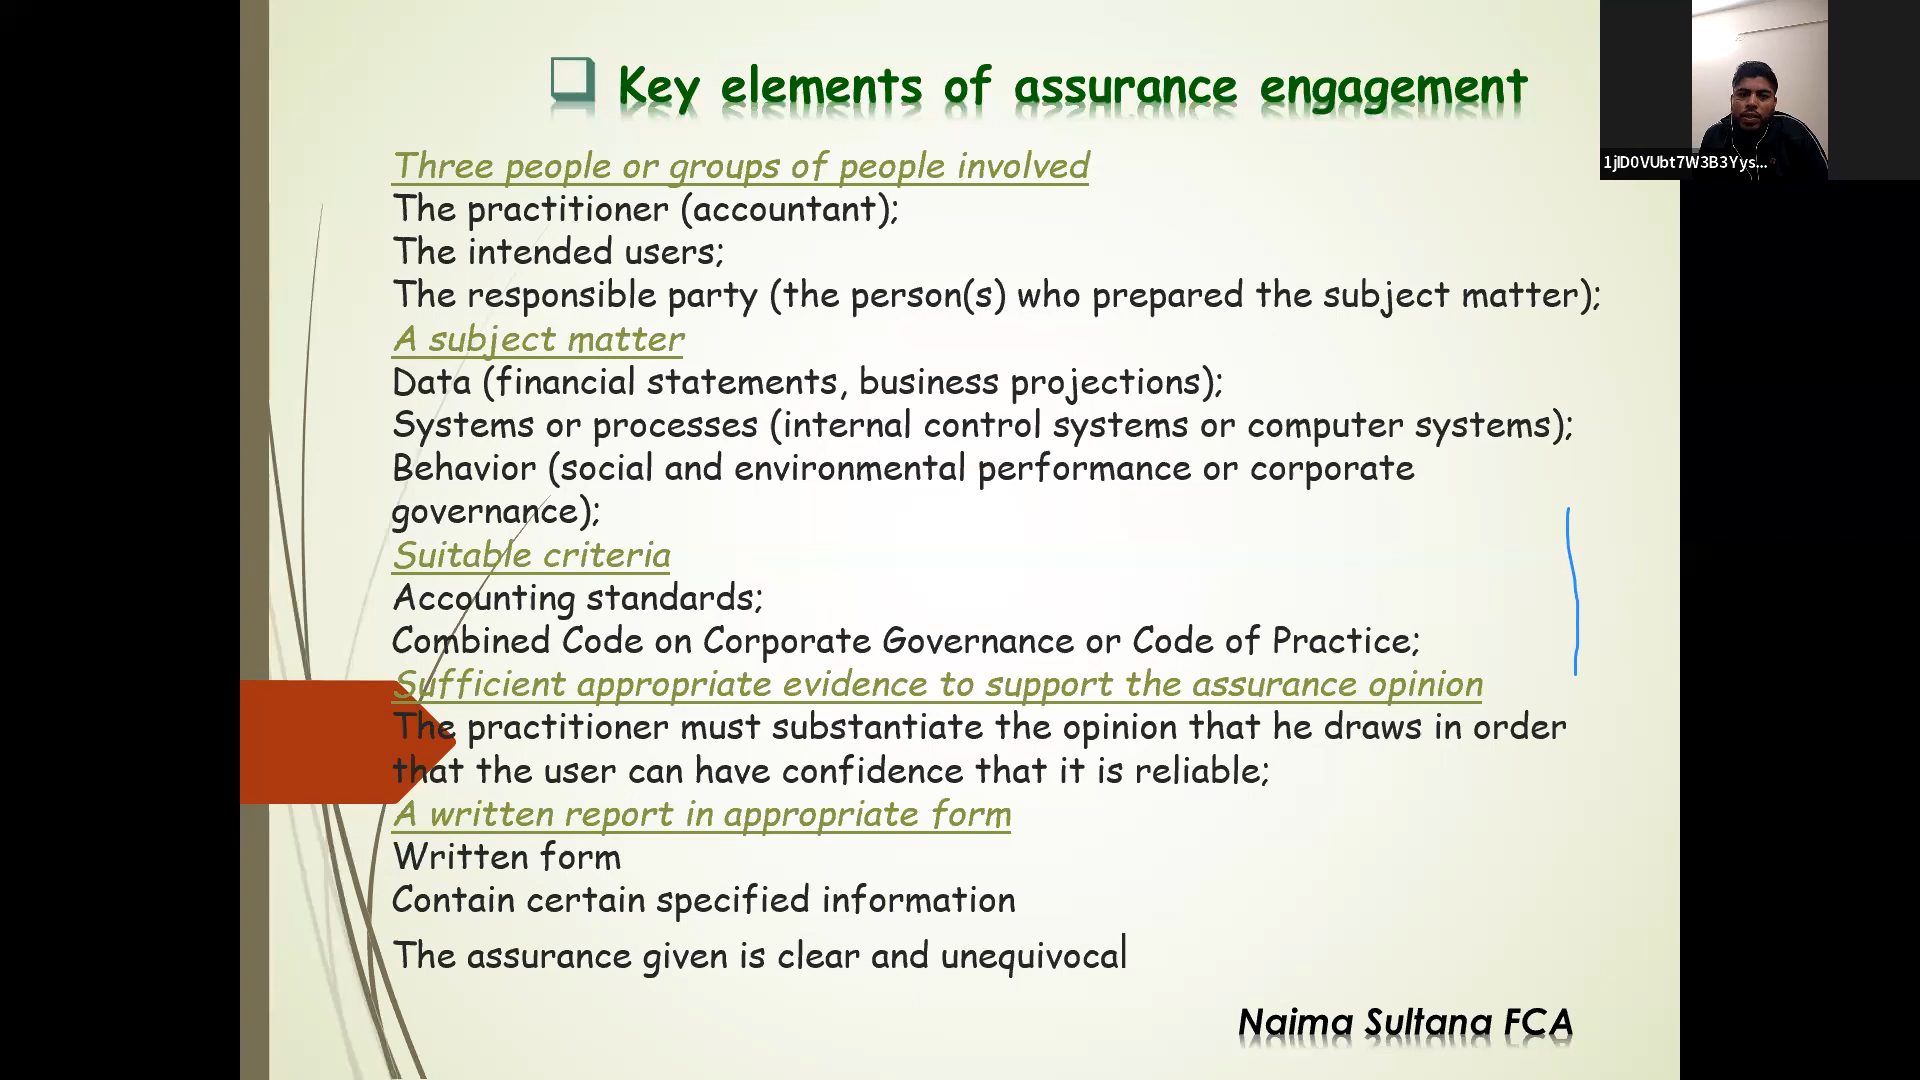 Key elements of assurance engagement
1jlD0VUbt7W3B3Yys...
Three people or groups of people involved
The practitioner (accountant);
The intended users;
The responsible party (the person(s) who prepared the subject matter);
A subject matter
Data (financial statements, business projections);
Systems or processes (internal control systems or computer systems);
Behavior (social and environmental performance or corporate
governance);
Suitable criteria
Accounting standards;
Combined Code on Corporate Governance or Code of Practice;
Sufficient appropriate evidence to support the assurance opinion
The practitioner must substantiate the opinion that he draws in order
that the user can have confidence that it is reliable;
A written report in appropriate form
Written form
Contain certain specified information
The assurance given is clear and unequivocal
Naima Sultana FCA